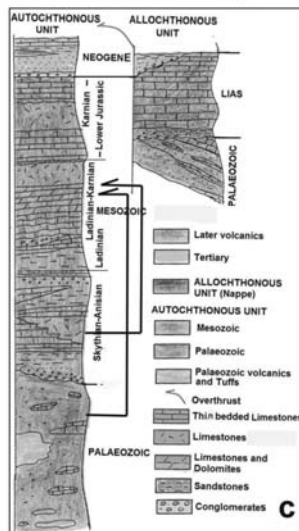 AUTOCHTHONOUS
UNIT
ALLOCHTHONOUS
UNIT
NEOGENE
Karnian –
– Lower Jurassic
LIAS
PALAEOZOIC
Ladinian-Karnian
MESOZOIC
Ladinian
Skythian-Anisian
PALAEOZOIC
Later volcanics
Tertiary
ALLOCHTHONOUS
UNIT (Nappe)
AUTOCHTHONOUS UNIT
Mesozoic
Palaeozoic
Palaeozoic volcanics
and Tuffs
Overthrust
Thin bedded Limestones
Limestones
Limestones and
Dolomites
Sandstones
Conglomerates
C